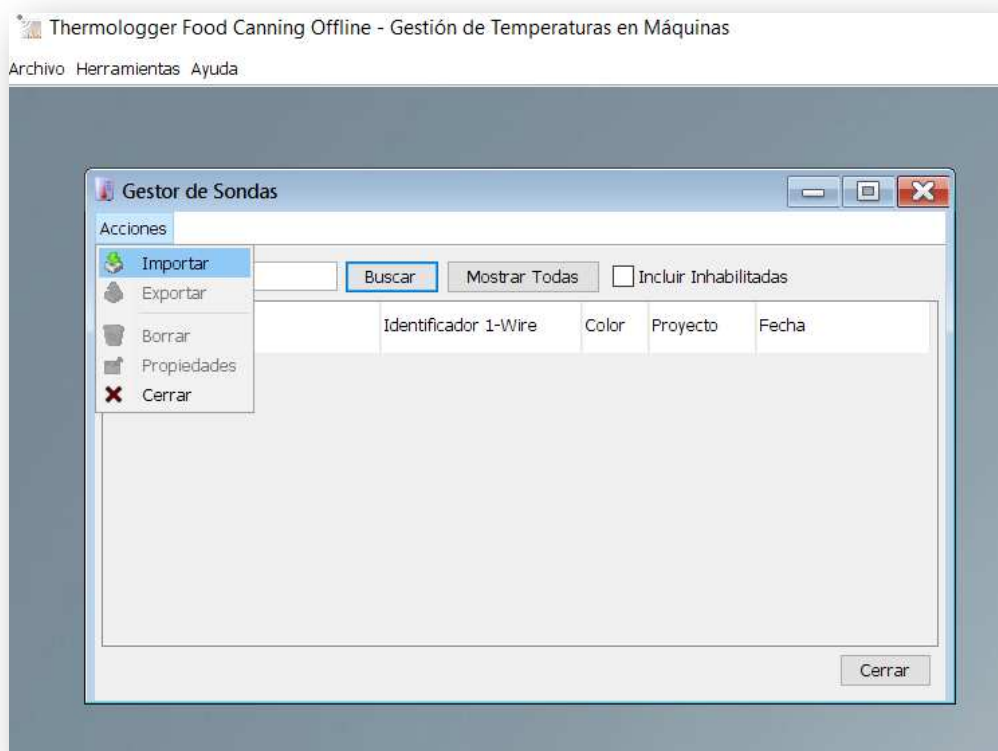 Thermologger Food Canning Offline - Gestión de Temperaturas en Máquinas
Archivo Herramientas Ayuda
Gestor de Sondas
Acciones
Importar
Buscar Mostrar Todas Incluir Inhabilitadas
Exportar
Identificador 1-Wire Color Proyecto Fecha
Borrar
Propiedades
Cerrar
Cerrar